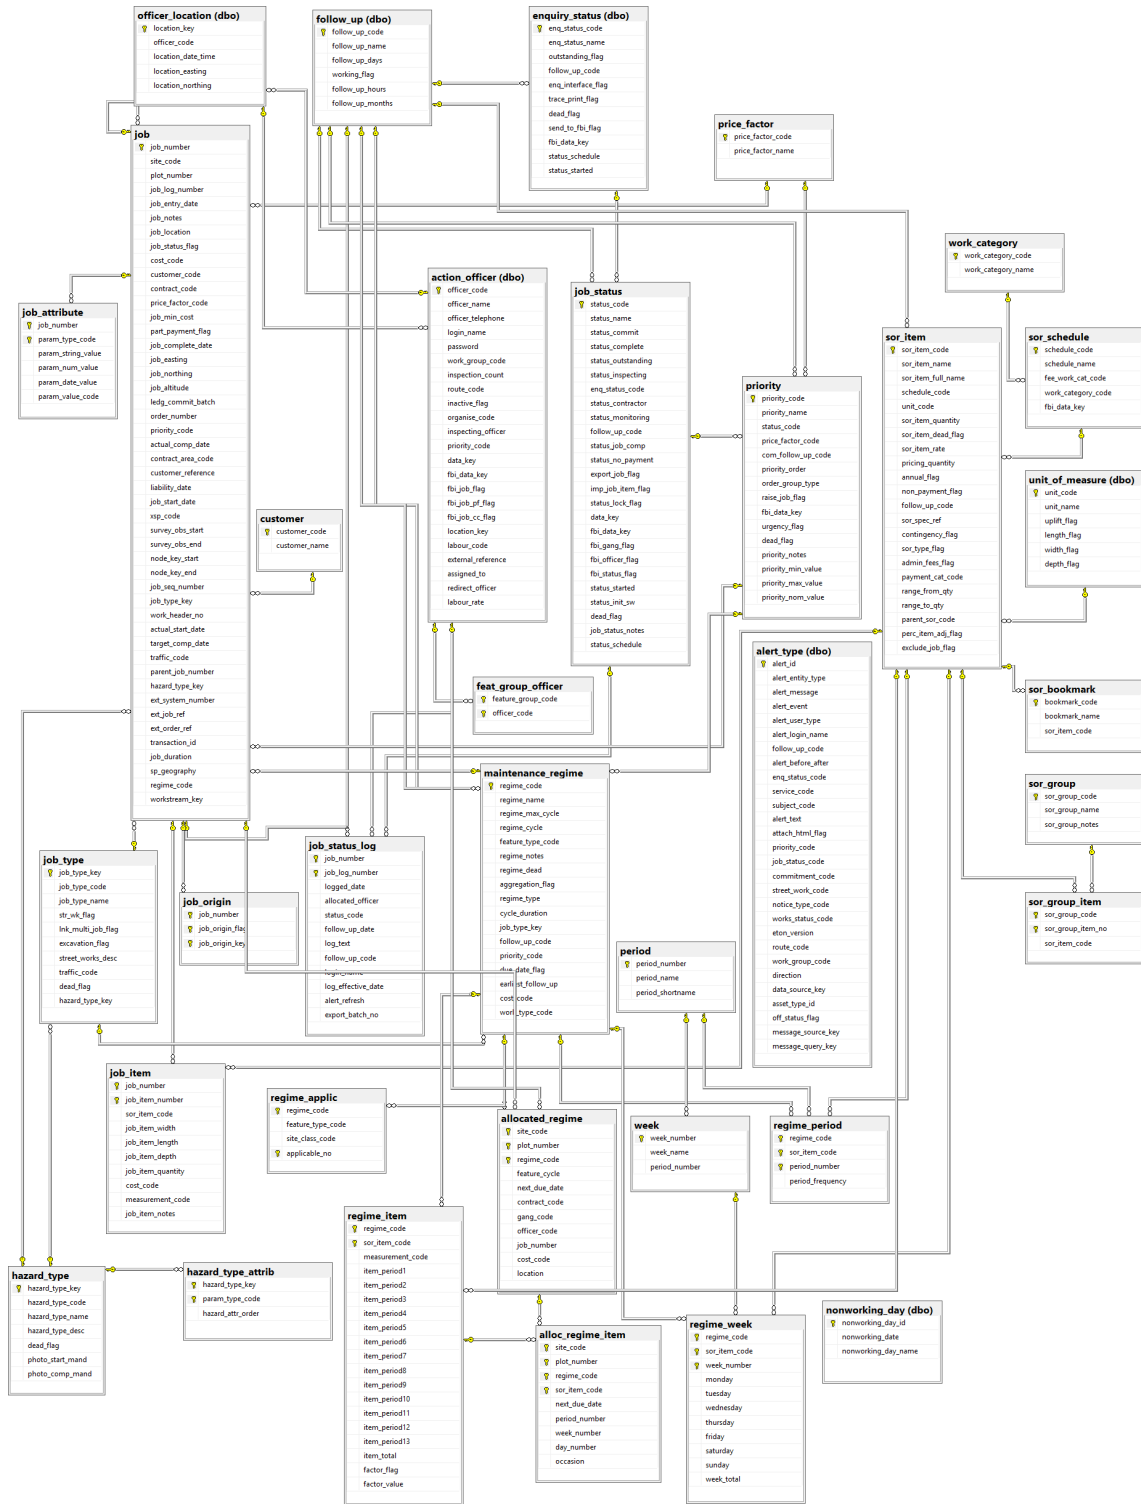 officer_location (dbo)
location_key
officer_code
location_date_time
location_easting
location_northing
follow_up (dbo)
follow_up_code
follow_up_name
follow_up_days
working_flag
follow_up_hours
follow_up_months
enquiry_status (dbo)
enq_status_code
enq_status_name
outstanding_flag
follow_up_code
enq_interface_flag
trace_print_flag
dead_flag
send_to_fbi_flag
fbi_data_key
status_schedule
status_started
price_factor
price_factor_code
price_factor_name
job
job_number
site_code
plot_number
job_log_number
job_entry_date
job_notes
job_location
job_status_flag
cost_code
customer_code
contract_code
price_factor_code
job_min_cost
part_payment_flag
job_complete_date
job_easting
job_northing
job_altitude
ledg_commit_batch
order_number
priority_code
actual_comp_date
contract_area_code
customer_reference
liability_date
job_start_date
xsp_code
survey_obs_start
survey_obs_end
node_key_start
node_key_end
job_seq_number
job_type_key
work_header_no
actual_start_date
target_comp_date
traffic_code
parent_job_number
hazard_type_key
ext_system_number
ext_job_ref
ext_order_ref
transaction_id
job_duration
sp_geography
regime_code
workstream_key
work_category
work_category_code
work_category_name
action_officer (dbo)
officer_code
officer_name
officer_telephone
login_name
password
work_group_code
inspection_count
route_code
inactive_flag
organise_code
inspecting_officer
priority_code
data_key
fbi_data_key
fbi_job_flag
fbi_job_pf_flag
fbi_job_cc_flag
location_key
labour_code
external_reference
assigned_to
redirect_officer
labour_rate
job_status
status_code
status_name
status_commit
status_complete
status_outstanding
status_inspecting
enq_status_code
status_contractor
status_monitoring
follow_up_code
status_job_comp
status_no_payment
export_job_flag
imp_job_item_flag
status_lock_flag
data_key
fbi_data_key
fbi_gang_flag
fbi_officer_flag
fbi_status_flag
status_started
status_init_sw
dead_flag
job_status_notes
status_schedule
job_attribute
job_number
param_type_code
param_string_value
param_num_value
param_date_value
param_value_code
sor_item
sor_item_code
sor_item_name
sor_item_full_name
schedule_code
unit_code
sor_item_quantity
sor_item_dead_flag
sor_item_rate
pricing_quantity
annual_flag
non_payment_flag
follow_up_code
sor_spec_ref
contingency_flag
sor_type_flag
admin_fees_flag
payment_cat_code
range_from_qty
range_to_qty
parent_sor_code
perc_item_adj_flag
exclude_job_flag
sor_schedule
schedule_code
schedule_name
fee_work_cat_code
work_category_code
fbi_data_key
priority
priority_code
priority_name
status_code
price_factor_code
com_follow_up_code
priority_order
order_group_type
raise_job_flag
fbi_data_key
urgency_flag
dead_flag
priority_notes
priority_min_value
priority_max_value
priority_nom_value
unit_of_measure (dbo)
unit_code
unit_name
uplift_flag
length_flag
width_flag
depth_flag
customer
customer_code
customer_name
alert_type (dbo)
alert_id
alert_entity_type
alert_message
alert_event
alert_user_type
alert_login_name
follow_up_code
alert_before_after
enq_status_code
service_code
subject_code
alert_text
attach_html_flag
priority_code
job_status_code
commitment_code
street_work_code
notice_type_code
works_status_code
eton_version
route_code
work_group_code
direction
data_source_key
asset_type_id
off_status_flag
message_source_key
message_query_key
feat_group_officer
feature_group_code
officer_code
sor_bookmark
bookmark_code
bookmark_name
sor_item_code
maintenance_regime
regime_code
regime_name
regime_max_cycle
regime_cycle
feature_type_code
regime_notes
regime_dead
aggregation_flag
regime_type
cycle_duration
job_type_key
follow_up_code
priority_code
due_date_flag
earliest_follow_up
cost_code
work_type_code
sor_group
sor_group_code
sor_group_name
sor_group_notes
job_status_log
job_number
job_log_number
logged_date
allocated_officer
status_code
follow_up_date
log_text
follow_up_code
login_name
log_effective_date
alert_refresh
export_batch_no
job_type
job_type_key
job_type_code
job_type_name
str_wk_flag
lnk_multi_job_flag
excavation_flag
street_works_desc
traffic_code
dead_flag
hazard_type_key
job_origin
job_number
job_origin_flag
job_origin_key
sor_group_item
sor_group_code
sor_group_item_no
sor_item_code
period
period_number
period_name
period_shortname
job_item
job_number
job_item_number
sor_item_code
job_item_width
job_item_length
job_item_depth
job_item_quantity
cost_code
measurement_code
job_item_notes
regime_applic
regime_code
feature_type_code
site_class_code
applicable_no
allocated_regime
site_code
plot_number
regime_code
feature_cycle
next_due_date
contract_code
gang_code
officer_code
job_number
cost_code
location
week
week_number
week_name
period_number
regime_period
regime_code
sor_item_code
period_number
period_frequency
regime_item
regime_code
sor_item_code
measurement_code
item_period1
item_period2
item_period3
item_period4
item_period5
item_period6
item_period7
item_period8
item_period9
item_period10
item_period11
item_period12
item_period13
item_total
factor_flag
factor_value
hazard_type
hazard_type_key
hazard_type_code
hazard_type_name
hazard_type_desc
dead_flag
photo_start_mand
photo_comp_mand
hazard_type_attrib
hazard_type_key
param_type_code
hazard_attr_order
alloc_regime_item
site_code
plot_number
regime_code
sor_item_code
next_due_date
period_number
week_number
day_number
occasion
regime_week
regime_code
sor_item_code
week_number
monday
tuesday
wednesday
thursday
friday
saturday
sunday
week_total
nonworking_day (dbo)
nonworking_day_id
nonworking_date
nonworking_day_name